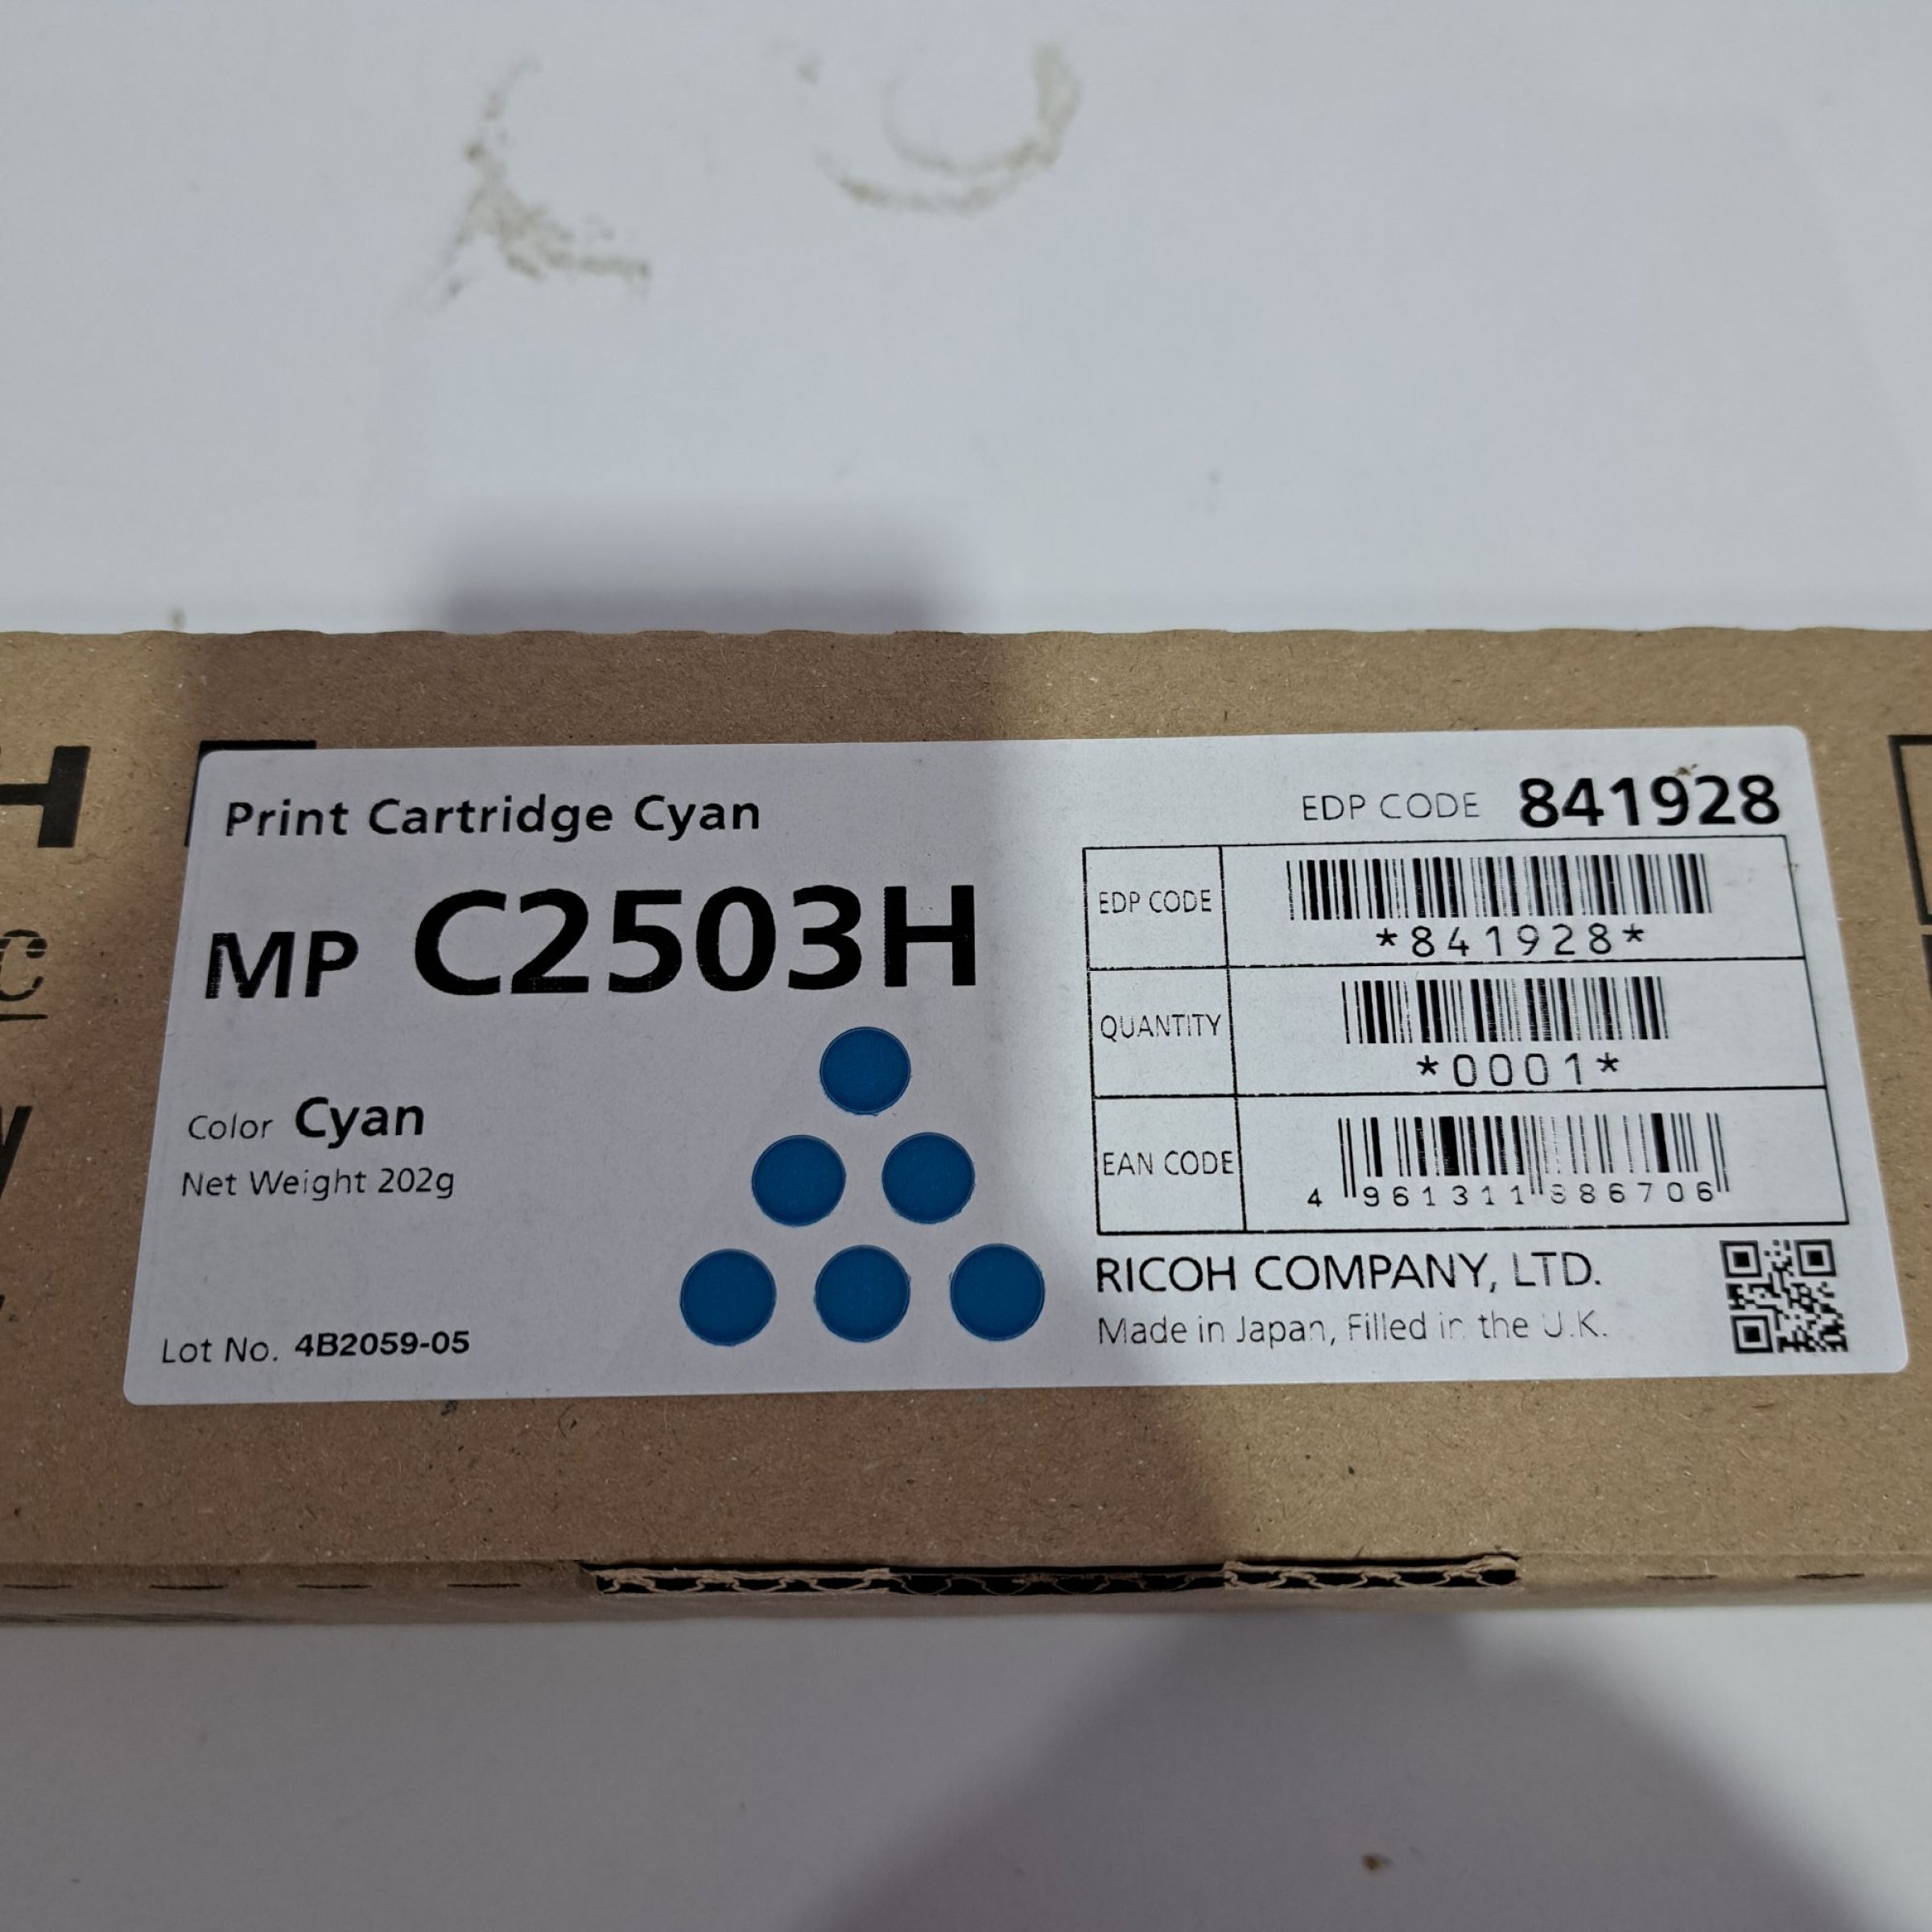 Print Cartridge Cyan
MP C2503H
Color Cyan
Net Weight 202g
Lot No. 4B2059-05
EDP CODE 841928
EDP CODE
*841928*
QUANTITY
*0001*
EAN CODE
4 961311 886706
RICOH COMPANY, LTD.
Made in Japan, Filled in the U.K.